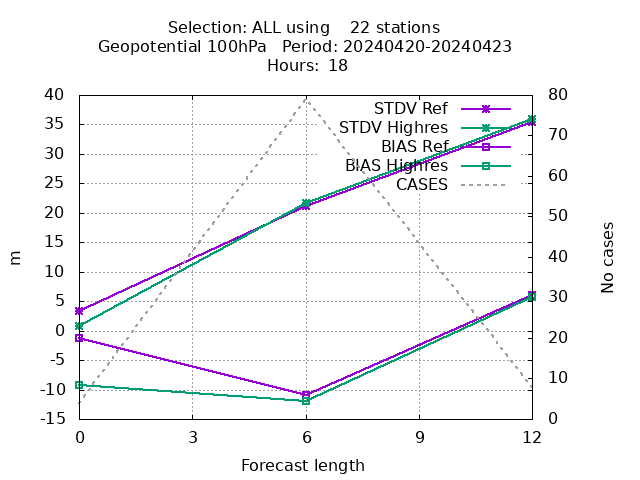 Selection: ALL using 22 stations
Geopotential 100hPa Period: 20240420-20240423
Hours: 18
STDV Ref
STDV Highres
BIAS Ref
BIAS Highres
CASES
40
35
30
25
20
15
10
5
0
-5
-10
-15
m
80
70
60
50
40
30
20
10
0
No cases
0 3 6 9 12
Forecast length